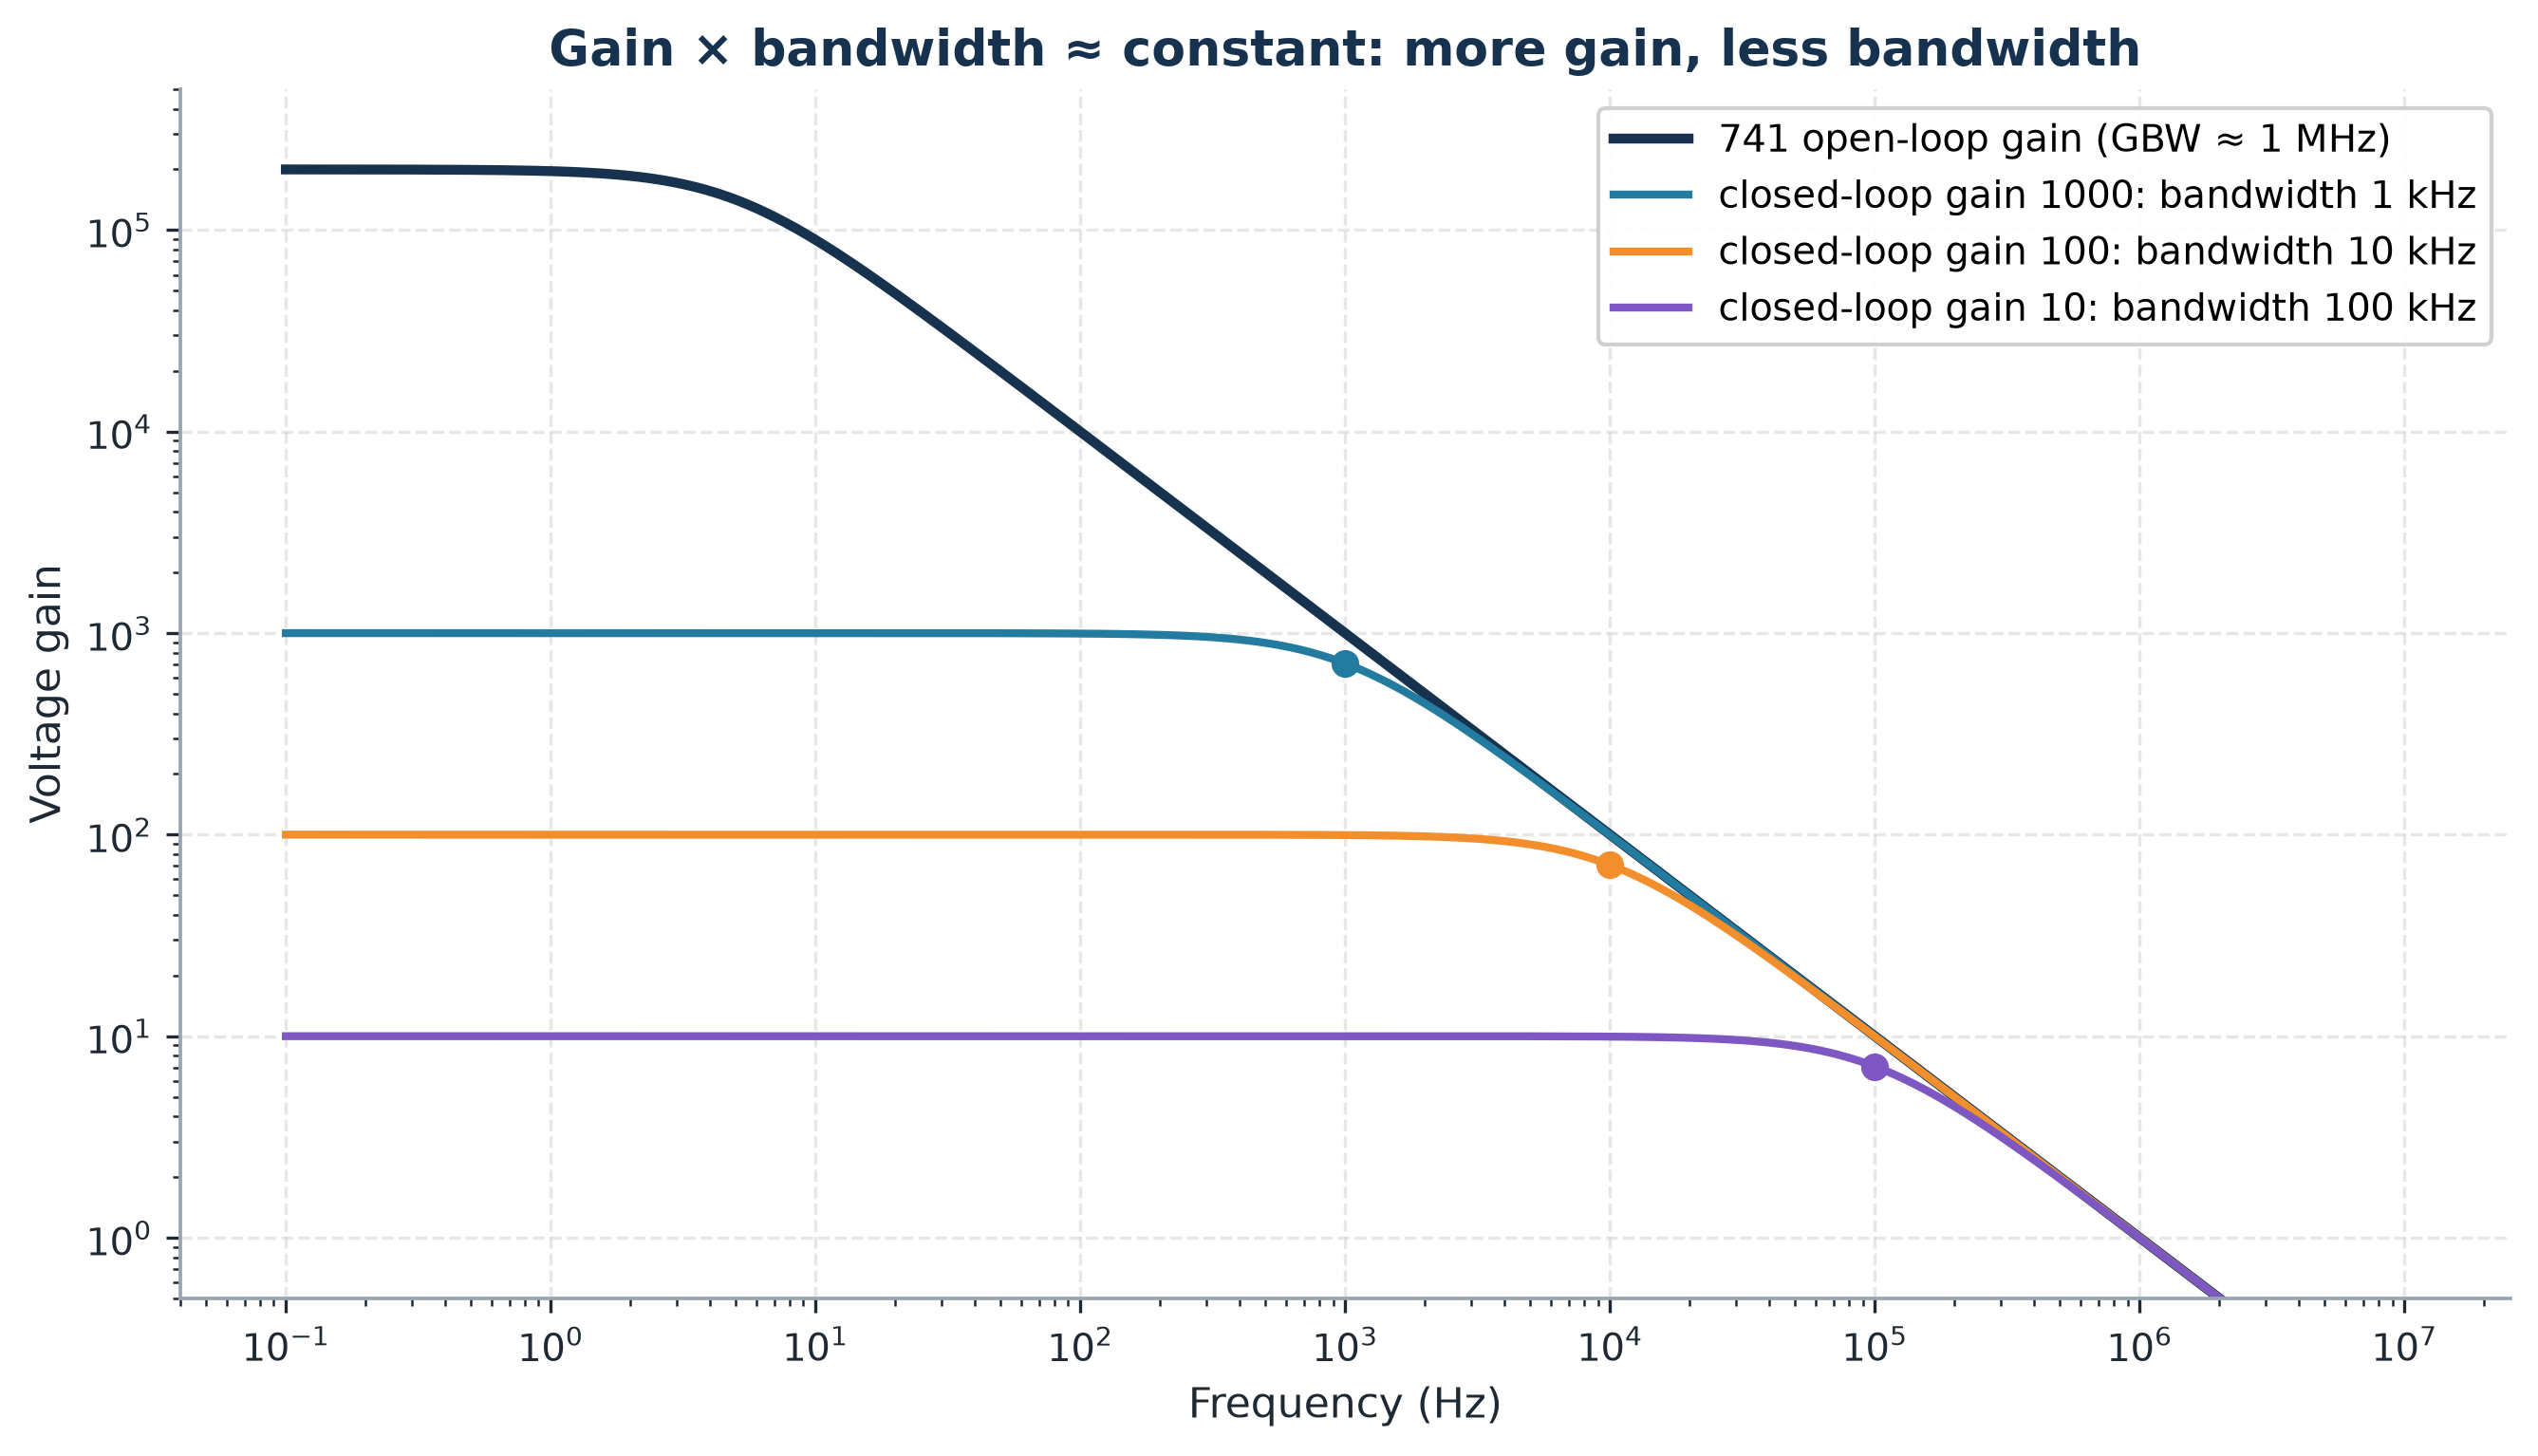 Gain × bandwidth ≈ constant: more gain, less bandwidth
741 open-loop gain (GBW ≈ 1 MHz)
closed-loop gain 1000: bandwidth 1 kHz
closed-loop gain 100: bandwidth 10 kHz
closed-loop gain 10: bandwidth 100 kHz
Voltage gain
10⁵
10⁴
10³
10²
10¹
10⁰
10⁻¹ 10⁰ 10¹ 10² 10³ 10⁴ 10⁵ 10⁶ 10⁷
Frequency (Hz)